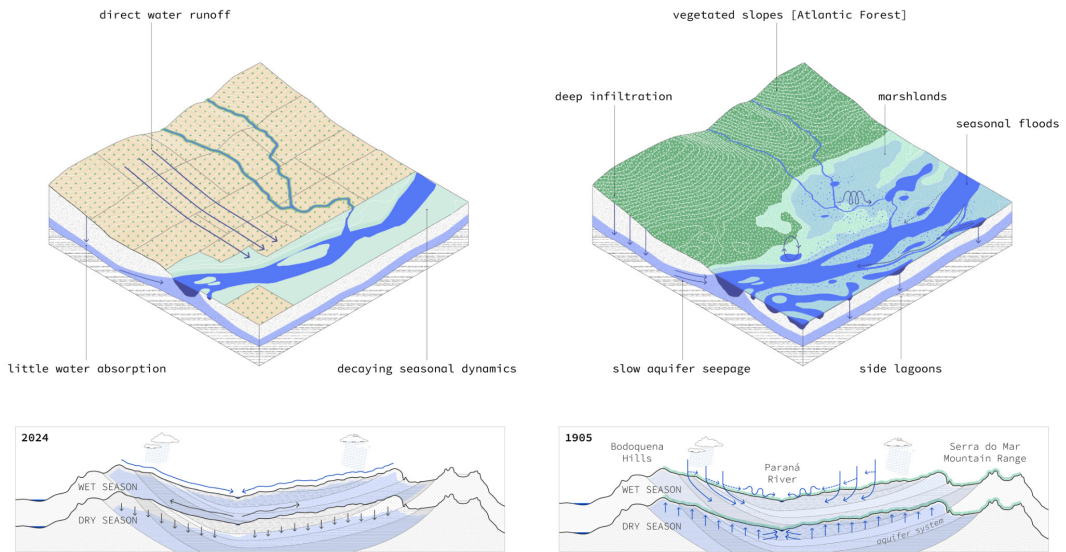 direct water runoff
vegetated slopes [Atlantic Forest]
deep infiltration
marshlands
seasonal floods
little water absorption
decaying seasonal dynamics
slow aquifer seepage
side lagoons
2024
WET SEASON
DRY SEASON
1905
Bodoquena
Hills
Paraná
River
Serra do Mar
Mountain Range
WET SEASON
DRY SEASON
aquifer system